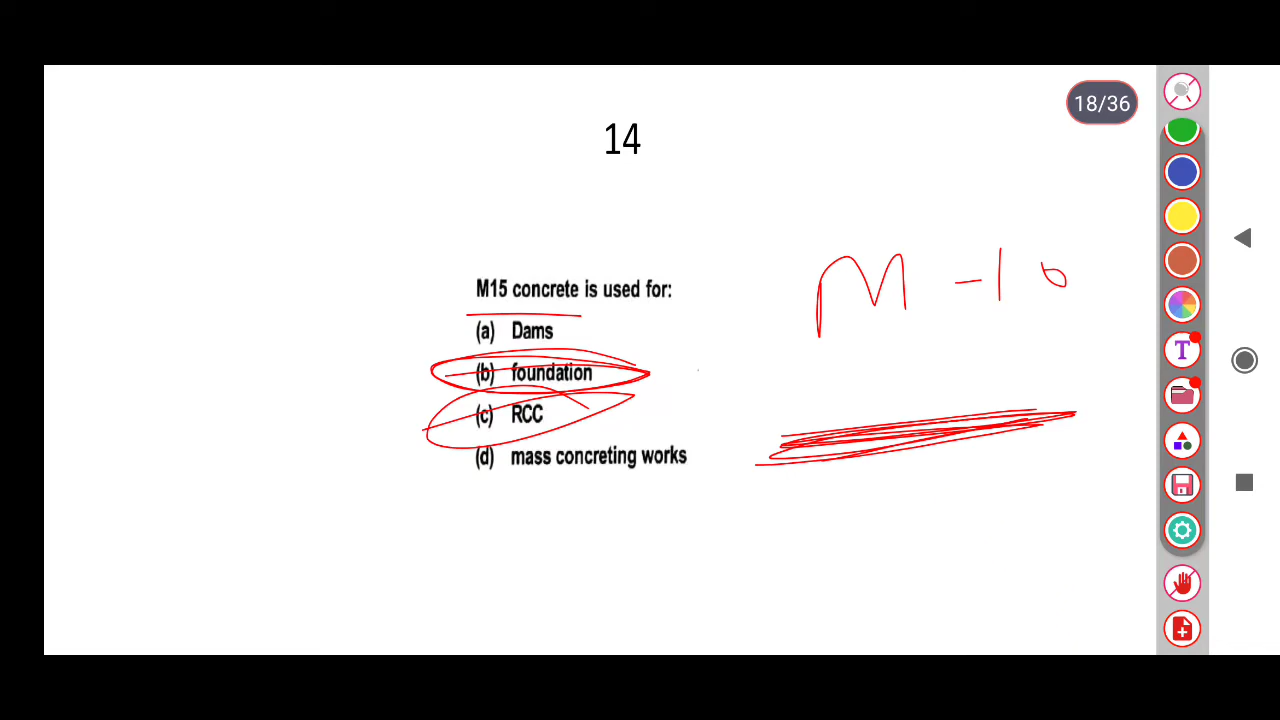 18/36
14
M15 concrete is used for:
M-10
(a) Dams
(b) foundation
(c) RCC
(d) mass concreting works
T